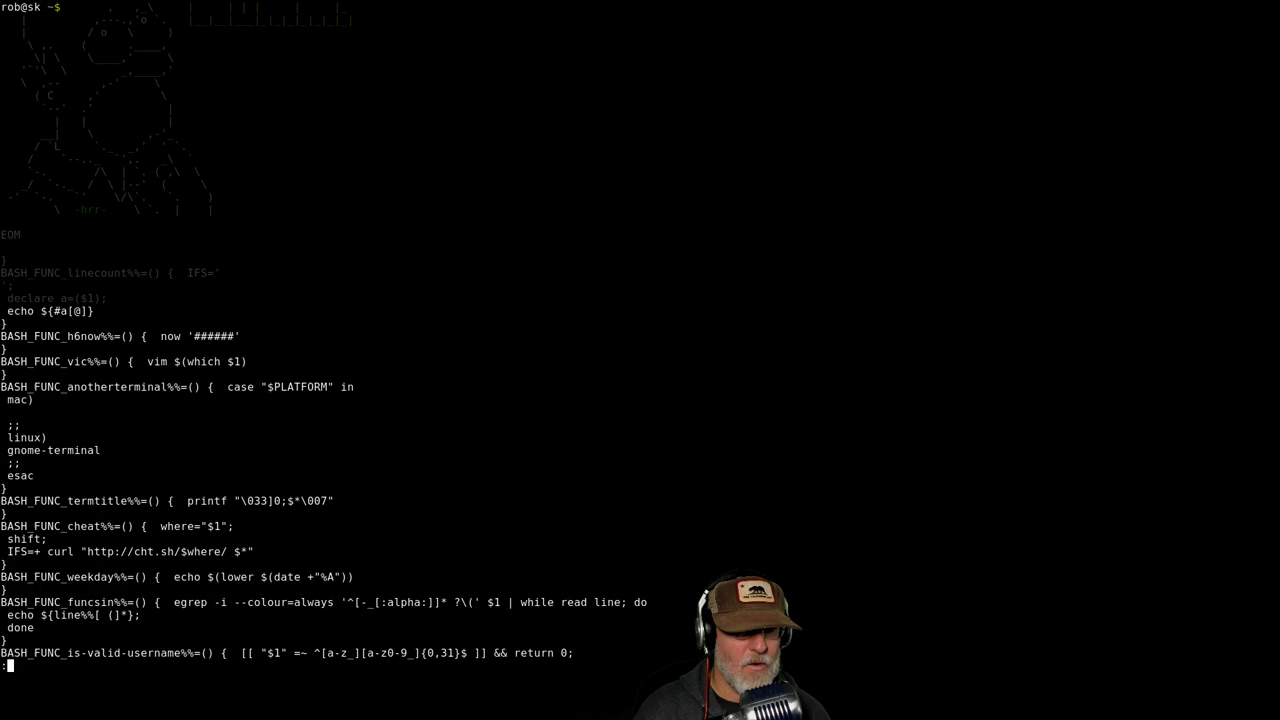 rob@sk ~$
-hrr-
EOM
}
BASH_FUNC_linecount%%=() {  IFS='
';
 declare a=($1);
 echo ${#a[@]}
}
BASH_FUNC_h6now%%=() {  now '######'
}
BASH_FUNC_vic%%=() {  vim $(which $1)
}
BASH_FUNC_anotherterminal%%=() {  case "$PLATFORM" in
 mac)
 ;;
 linux)
 gnome-terminal
 ;;
 esac
}
BASH_FUNC_termtitle%%=() {  printf "\033]0;$*\007"
}
BASH_FUNC_cheat%%=() {  where="$1";
 shift;
 IFS=+ curl "http://cht.sh/$where/ $*"
}
BASH_FUNC_weekday%%=() {  echo $(lower $(date +"%A"))
}
BASH_FUNC_funcsin%%=() {  egrep -i --colour=always '^[-_[:alpha:]]* ?\(' $1 | while read line; do
 echo ${line%%[ (]*};
 done
}
BASH_FUNC_is-valid-username%%=() {  [[ "$1" =~ ^[a-z_][a-z0-9_]{0,31}$ ]] && return 0;
: